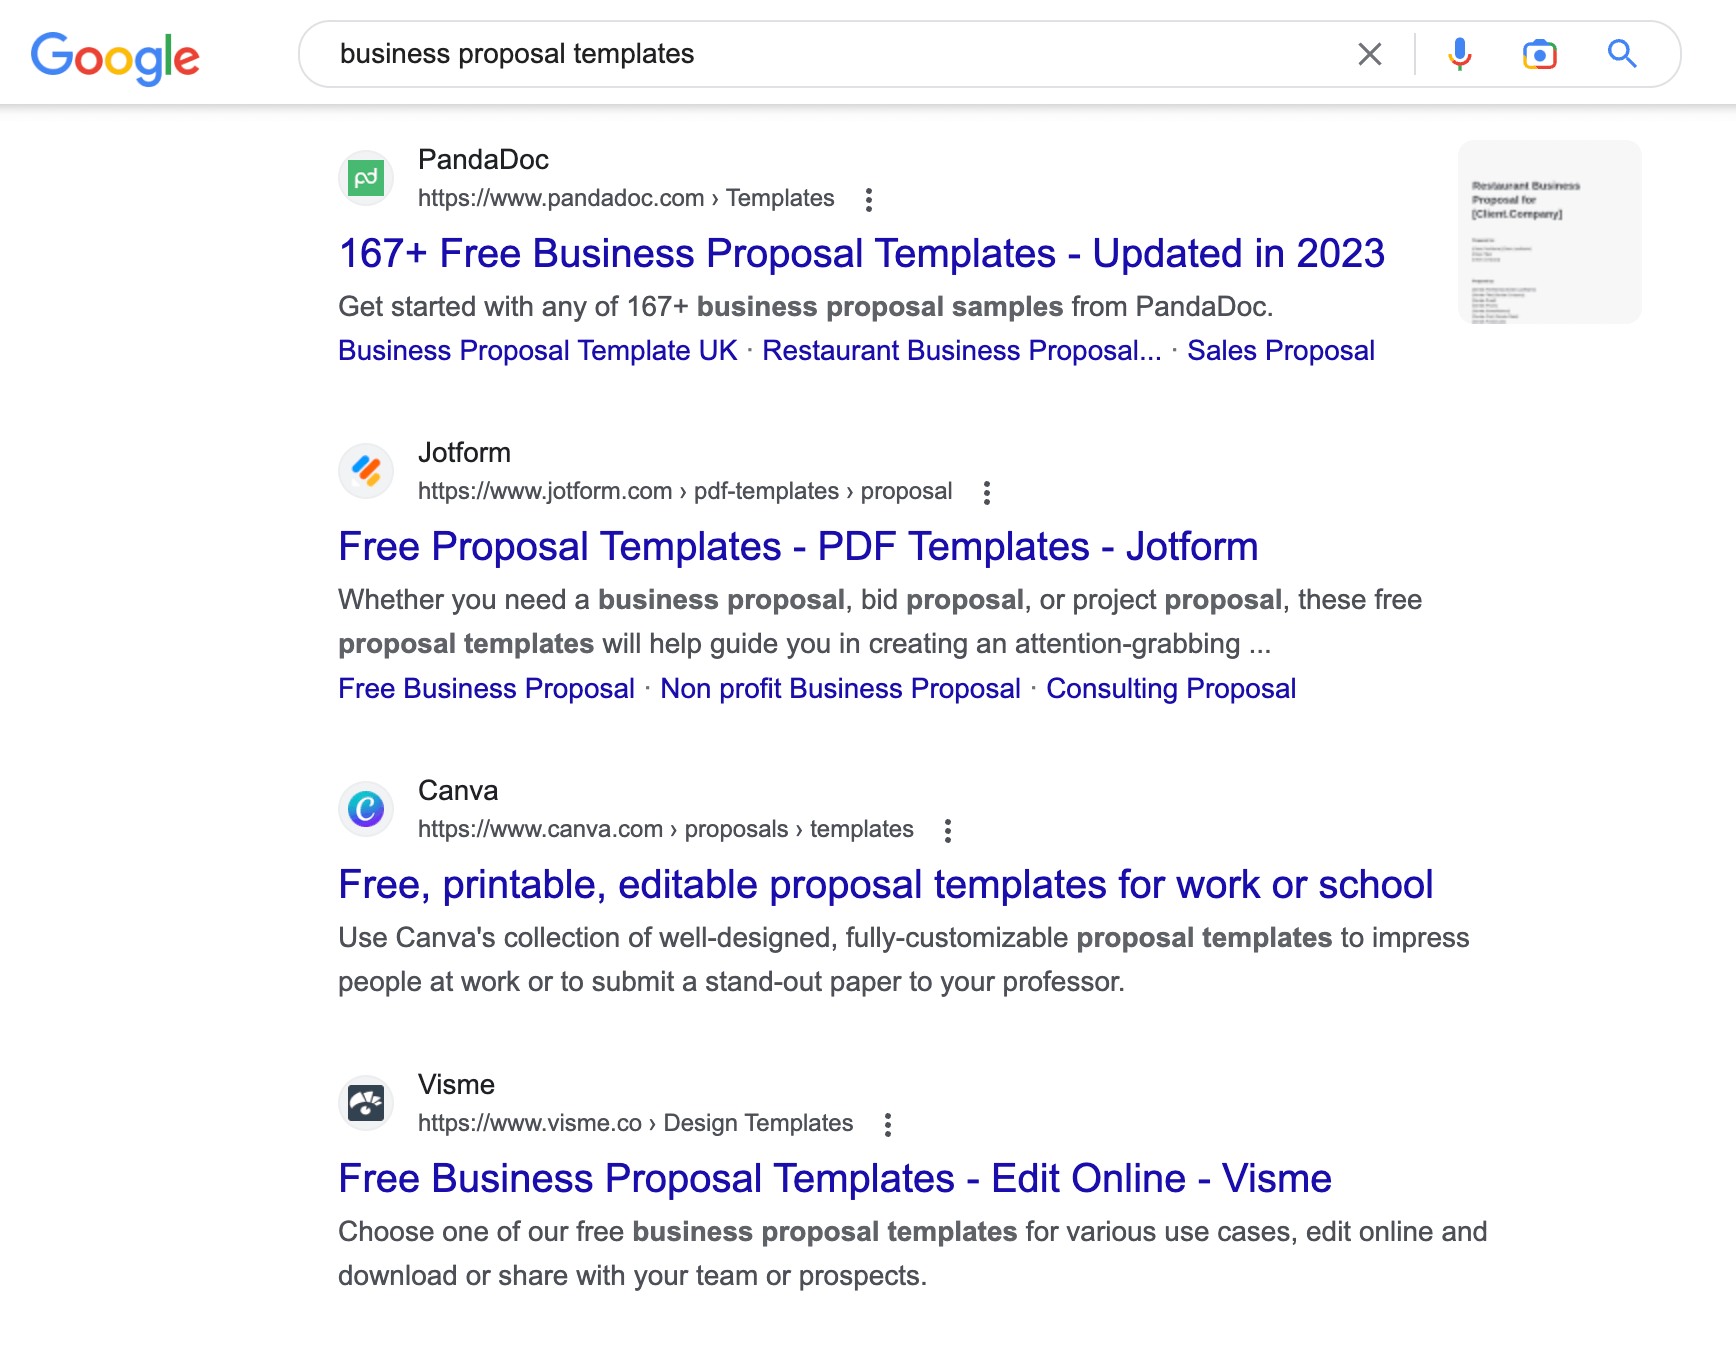 Google
business proposal templates
PandaDoc
https://www.pandadoc.com › Templates
167+ Free Business Proposal Templates - Updated in 2023
Get started with any of 167+ business proposal samples from PandaDoc.
Business Proposal Template UK · Restaurant Business Proposal... · Sales Proposal
Restaurant Business
Proposal for
[Client.Company]
Jotform
https://www.jotform.com › pdf-templates › proposal
Free Proposal Templates - PDF Templates - Jotform
Whether you need a business proposal, bid proposal, or project proposal, these free
proposal templates will help guide you in creating an attention-grabbing ...
Free Business Proposal · Non profit Business Proposal · Consulting Proposal
Canva
https://www.canva.com › proposals › templates
Free, printable, editable proposal templates for work or school
Use Canva's collection of well-designed, fully-customizable proposal templates to impress
people at work or to submit a stand-out paper to your professor.
Visme
https://www.visme.co › Design Templates
Free Business Proposal Templates - Edit Online - Visme
Choose one of our free business proposal templates for various use cases, edit online and
download or share with your team or prospects.